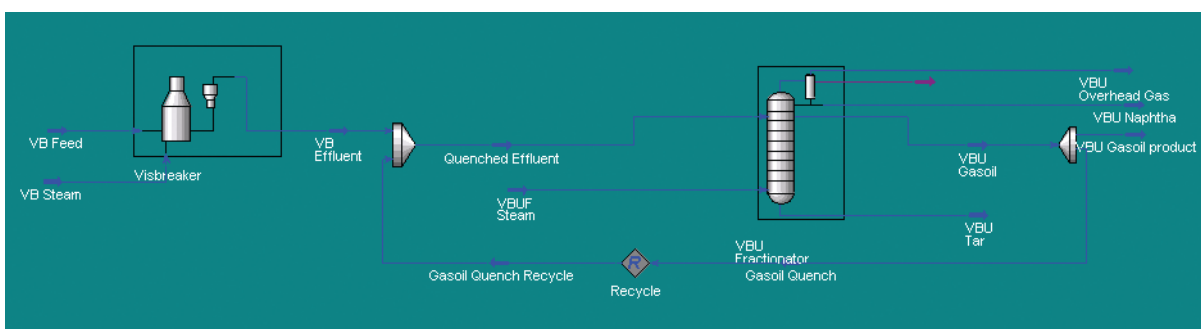 VB Feed
Visbreaker
VB Steam
VB
Effluent
Quenched Effluent
VBUF
Steam
VBU
Fractionator
VBU
Overhead Gas
VBU Naphtha
VBU
Gasoil
VBU Gasoil product
VBU
Tar
Gasoil Quench
R
Recycle
Gasoil Quench Recycle